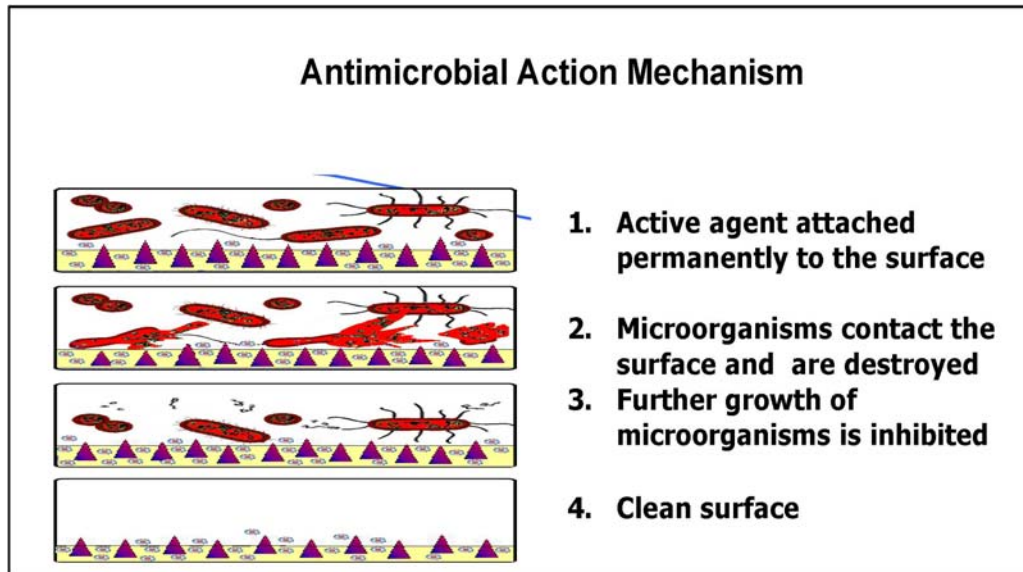 Antimicrobial Action Mechanism
1. Active agent attached
permanently to the surface
2. Microorganisms contact the
surface and are destroyed
3. Further growth of
microorganisms is inhibited
4. Clean surface